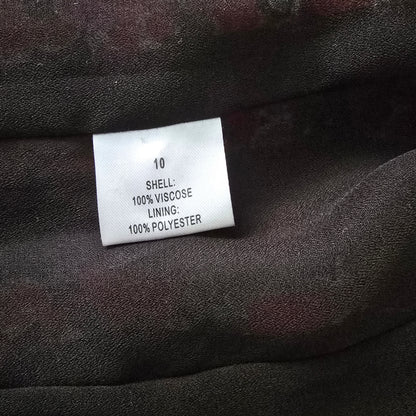 10
SHELL:
100% VISCOSE
LINING:
100% POLYESTER